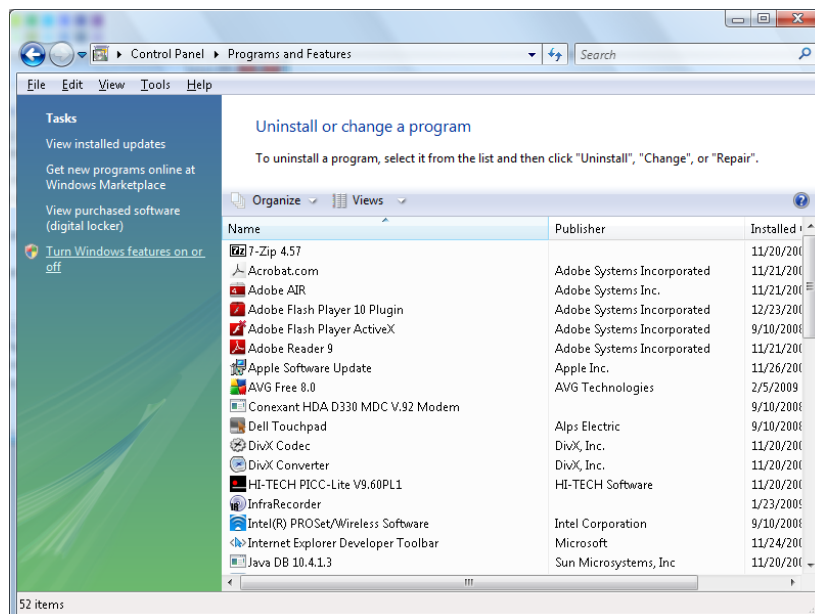 Control Panel
Programs and Features
Search
File Edit View Tools Help
Tasks
View installed updates
Get new programs online at
Windows Marketplace
View purchased software
(digital locker)
Turn Windows features on or
off
Uninstall or change a program
To uninstall a program, select it from the list and then click "Uninstall", "Change", or "Repair".
Organize Views
Name Publisher Installed
7-Zip 4.57 11/20/200
Acrobat.com Adobe Systems Incorporated 11/21/200
Adobe AIR Adobe Systems Inc. 11/21/200
Adobe Flash Player 10 Plugin Adobe Systems Incorporated 12/23/200
Adobe Flash Player ActiveX Adobe Systems Incorporated 9/10/2008
Adobe Reader 9 Adobe Systems Incorporated 11/21/200
Apple Software Update Apple Inc. 11/26/200
AVG Free 8.0 AVG Technologies 2/5/2009
Conexant HDA D330 MDC V.92 Modem 9/10/2008
Dell Touchpad Alps Electric 9/10/2008
DivX Codec DivX, Inc. 11/20/200
DivX Converter DivX, Inc. 11/20/200
HI-TECH PICC-Lite V9.60PL1 HI-TECH Software 11/20/200
InfraRecorder 1/23/2009
Intel(R) PROSet/Wireless Software Intel Corporation 9/10/2008
Internet Explorer Developer Toolbar Microsoft 11/24/200
Java DB 10.4.1.3 Sun Microsystems, Inc 11/20/200
52 items